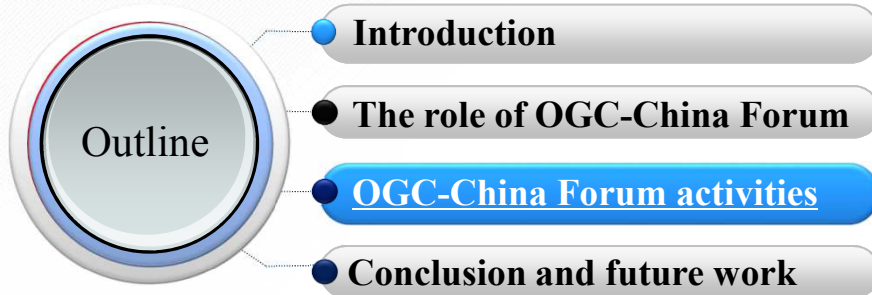 Outline
Introduction
The role of OGC-China Forum
OGC-China Forum activities
Conclusion and future work